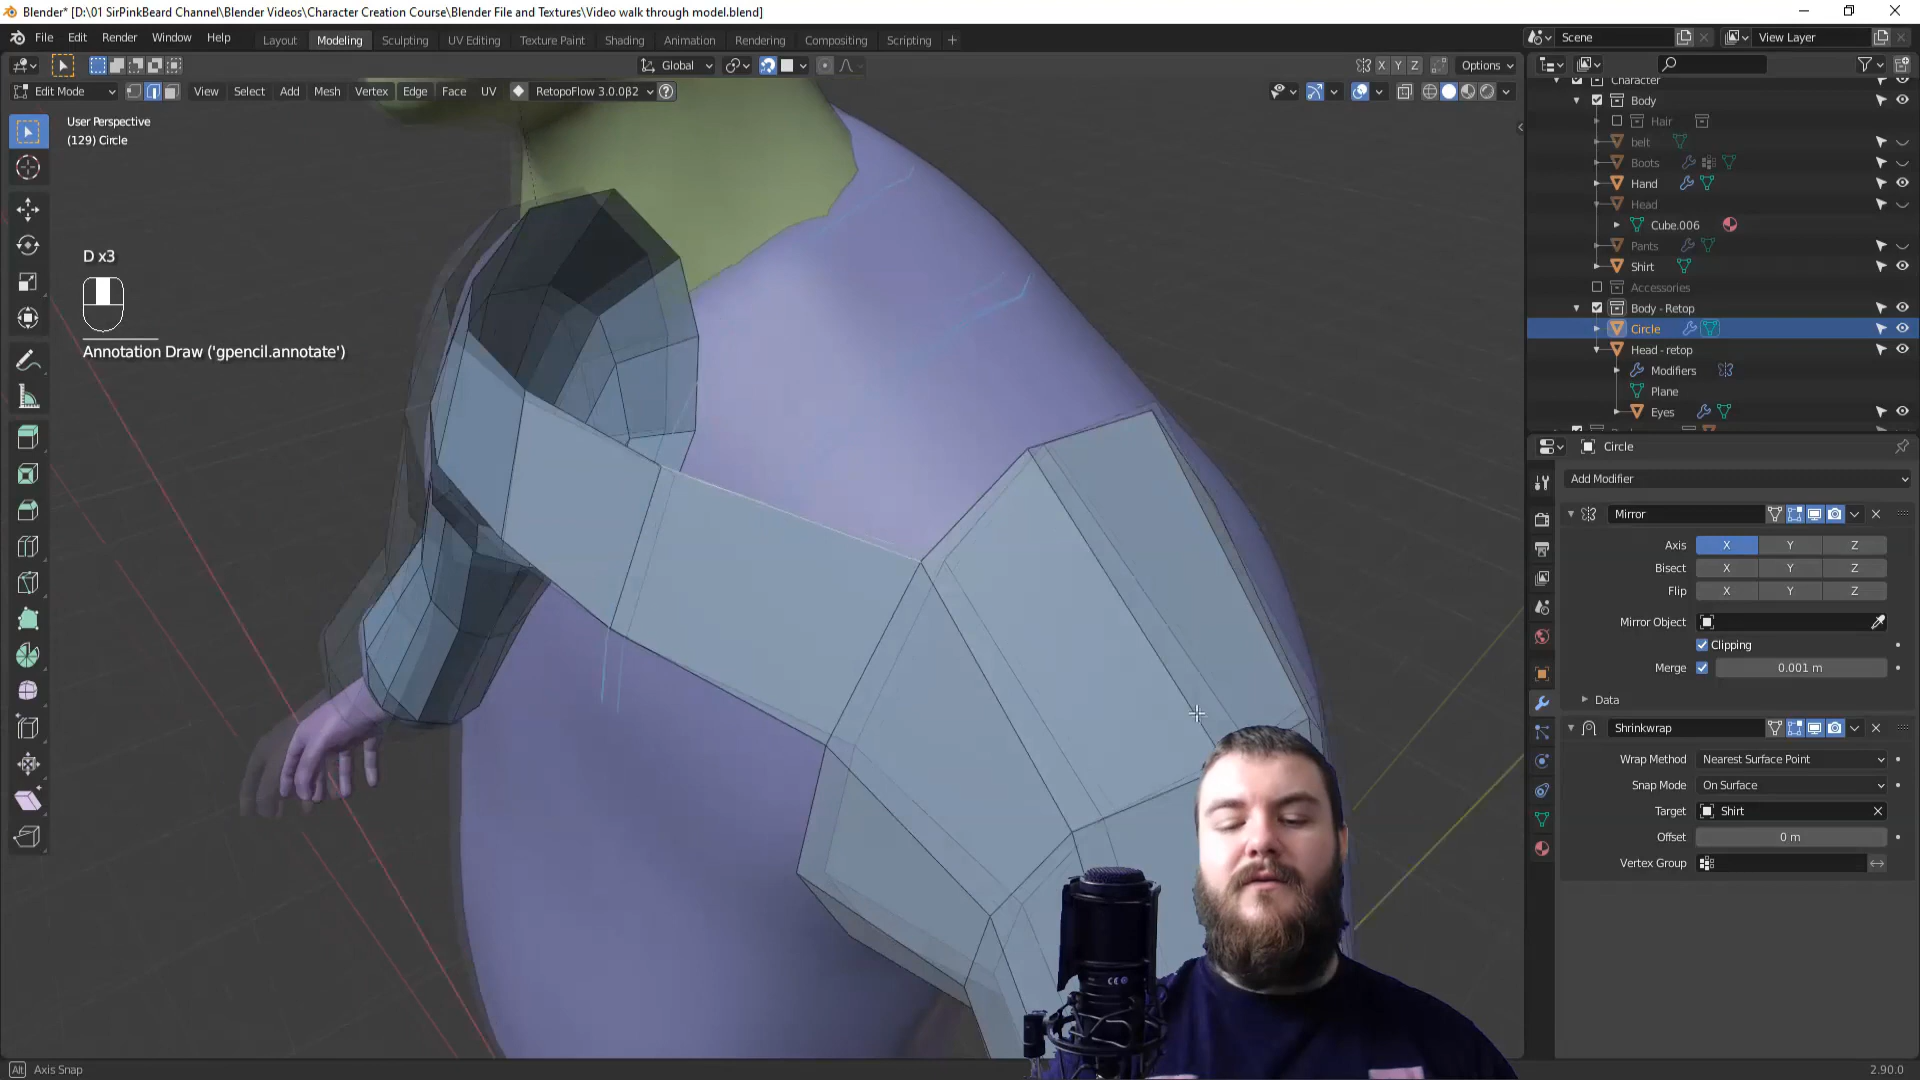 Blender* [D:\01 SirPinkBeard Channel\Blender Videos\Character Creation Course\Blender File and Textures\Video walk through model.blend]
File Edit Render Window Help
Layout Modeling Sculpting UV Editing Texture Paint Shading Animation Rendering Compositing Scripting +
Scene
View Layer
Global
X Y Z
Options
Edit Mode
View Select Add Mesh Vertex Edge Face UV
RetopoFlow 3.0.0β2
User Perspective
(129) Circle
D x3
Annotation Draw ('gpencil.annotate')
Character
Body
Hair
belt
Boots
Hand
Head
Cube.006
Pants
Shirt
Accessories
Body - Retop
Circle
Head - retop
Modifiers
Plane
Eyes
Circle
Add Modifier
Mirror
Axis X Y Z
Bisect X Y Z
Flip X Y Z
Mirror Object
Clipping
Merge 0.001 m
Data
Shrinkwrap
Wrap Method Nearest Surface Point
Snap Mode On Surface
Target Shirt
Offset 0 m
Vertex Group
Alt Axis Snap
2.90.0